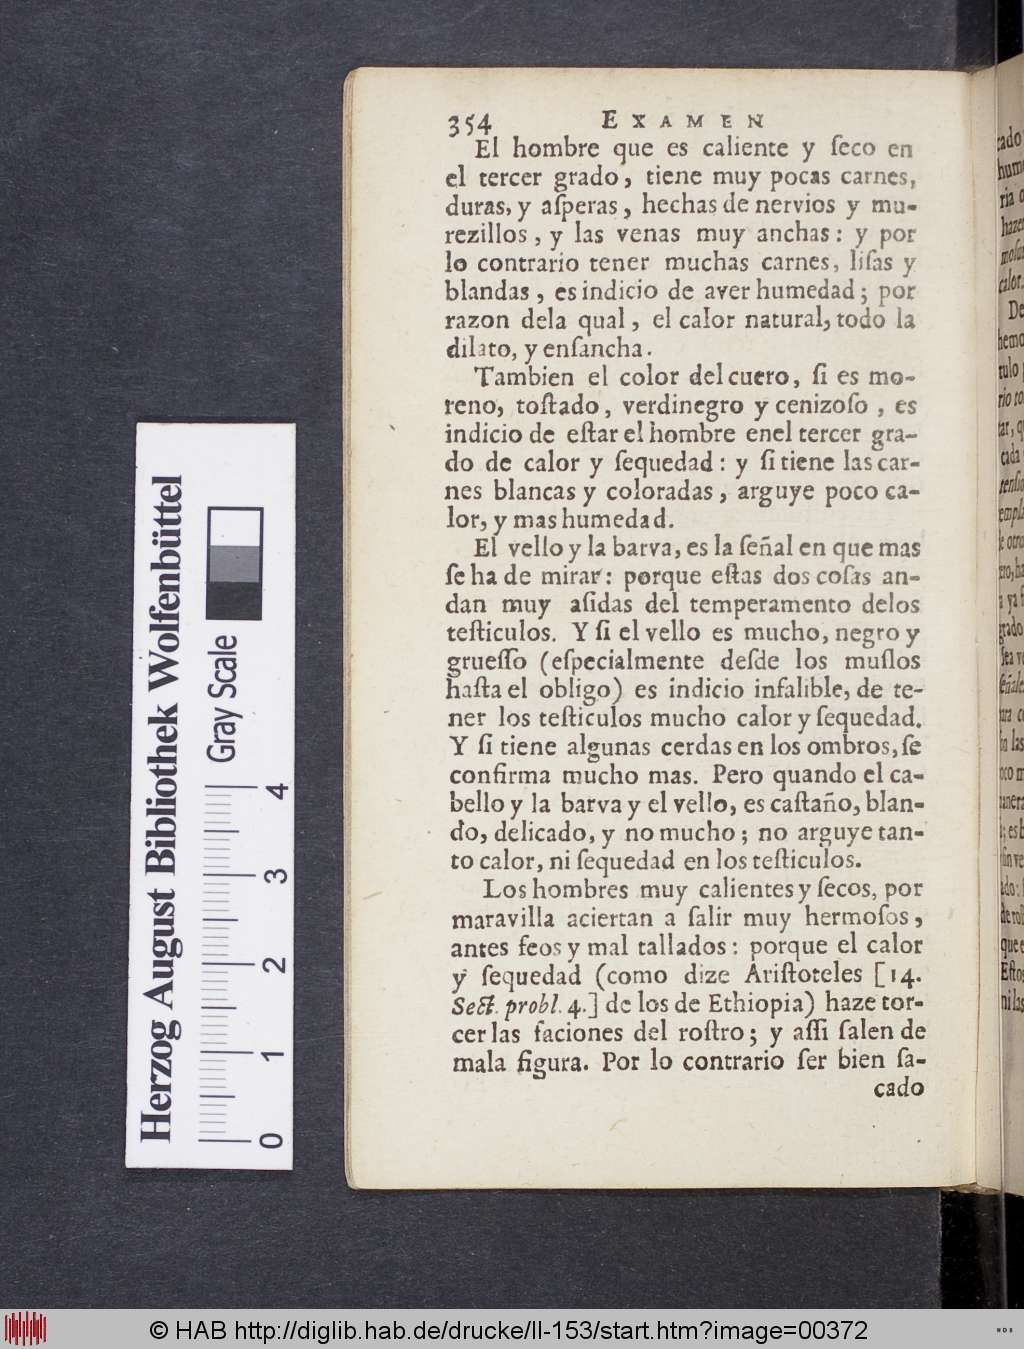 354 EXAMEN
El hombre que es caliente y ſeco en
el tercer grado, tiene muy pocas carnes,
duras, y aſperas, hechas de nervios y mu-
rezillos, y las venas muy anchas: y por
lo contrario tener muchas carnes, liſas y
blandas, es indicio de aver humedad; por
razon dela qual, el calor natural, todo la
dilato, y enſancha.
Tambien el color del cuero, ſi es mo-
reno, toſtado, verdinegro y cenizoſo, es
indicio de eſtar el hombre enel tercer gra-
do de calor y ſequedad: y ſi tiene las car-
nes blancas y coloradas, arguye poco ca-
lor, y mas humedad.
El vello y la barva, es la ſeñal en que mas
ſe ha de mirar: porque eſtas dos coſas an-
dan muy aſidas del temperamento delos
teſticulos. Y ſi el vello es mucho, negro y
grueſſo (eſpecialmente deſde los muſlos
haſta el obligo) es indicio infalible, de te-
ner los teſticulos mucho calor y ſequedad.
Y ſi tiene algunas cerdas en los ombros, ſe
confirma mucho mas. Pero quando el ca-
bello y la barva y el vello, es caſtaño, blan-
do, delicado, y no mucho; no arguye tan-
to calor, ni ſequedad en los teſticulos.
Los hombres muy calientes y ſecos, por
maravilla aciertan a ſalir muy hermoſos,
antes feos y mal tallados: porque el calor
y ſequedad (como dize Ariſtoteles [14.
Sect. probl. 4.] de los de Ethiopia) haze tor-
cer las faciones del roſtro; y aſſi ſalen de
mala figura. Por lo contrario ſer bien ſa-
cado
Herzog August Bibliothek Wolfenbüttel
Gray Scale
0 1 2 3 4
© HAB http://diglib.hab.de/drucke/ll-153/start.htm?image=00372